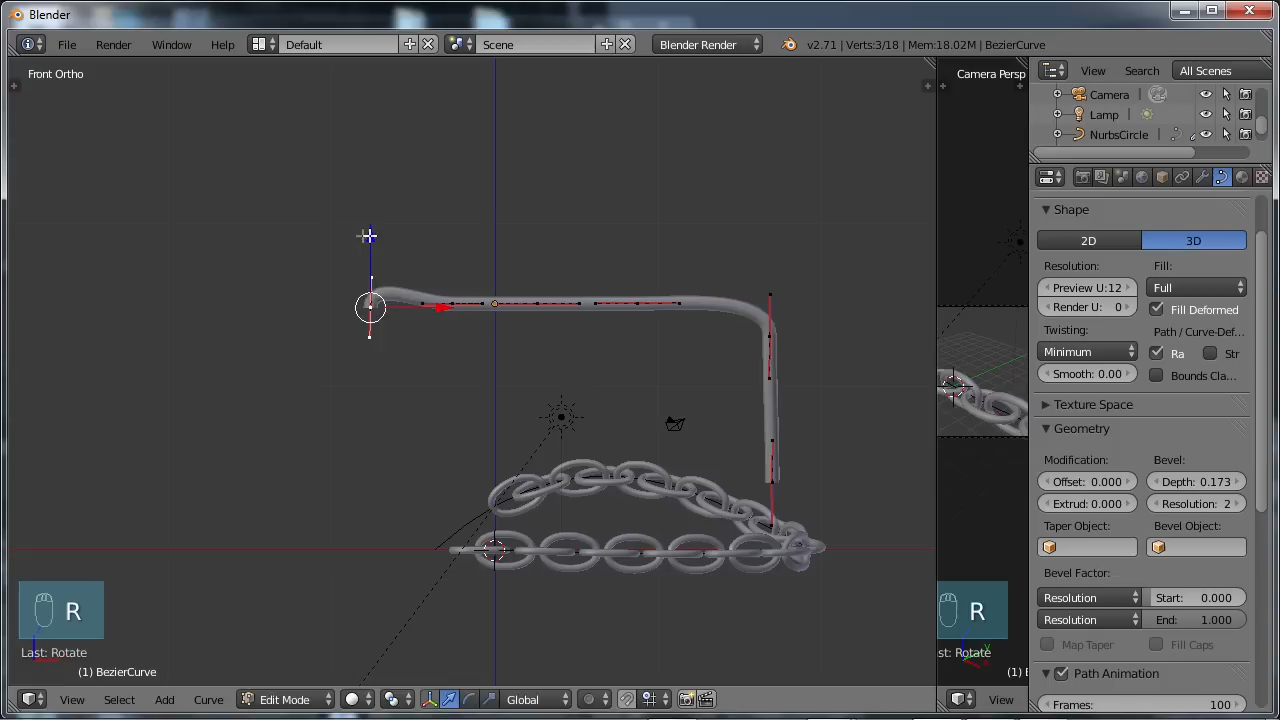 Blender
File Render Window Help Default Scene Blender Render v2.71 | Verts:3/18 | Mem:18.02M | BezierCurve
Front Ortho
Camera Persp
View Search All Scenes
Camera
Lamp
NurbsCircle
Shape
2D 3D
Resolution: Fill:
Preview U:12 Full
Render U: 0 Fill Deformed
Twisting: Path / Curve-Def...
Minimum Ra Str
Smooth: 0.00 Bounds Cla...
Texture Space
Geometry
Modification: Bevel:
Offset: 0.000 Depth: 0.173
Extrud: 0.000 Resolution: 2
Taper Object: Bevel Object:
Bevel Factor:
Resolution Start: 0.000
Resolution End: 1.000
Map Taper Fill Caps
Path Animation
Frames: 100
R
Last: Rotate
(1) BezierCurve
R
st: Rotate
(1) B
View Select Add Curve Edit Mode Global
View